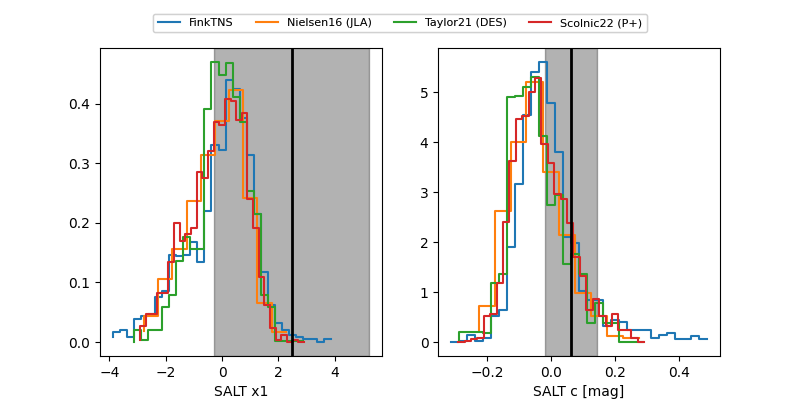 FinkTNS Nielsen16 (JLA) Taylor21 (DES) Scolnic22 (P+)
0.4
0.3
0.2
0.1
0.0
−4 −2 0 2 4
SALT x1
5
4
3
2
1
0
−0.2 0.0 0.2 0.4
SALT c [mag]